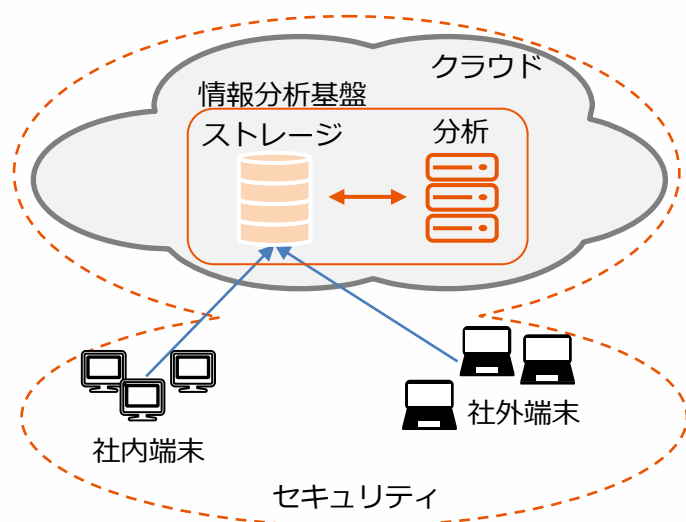 クラウド
情報分析基盤
ストレージ
分析
社内端末
社外端末
セキュリティ